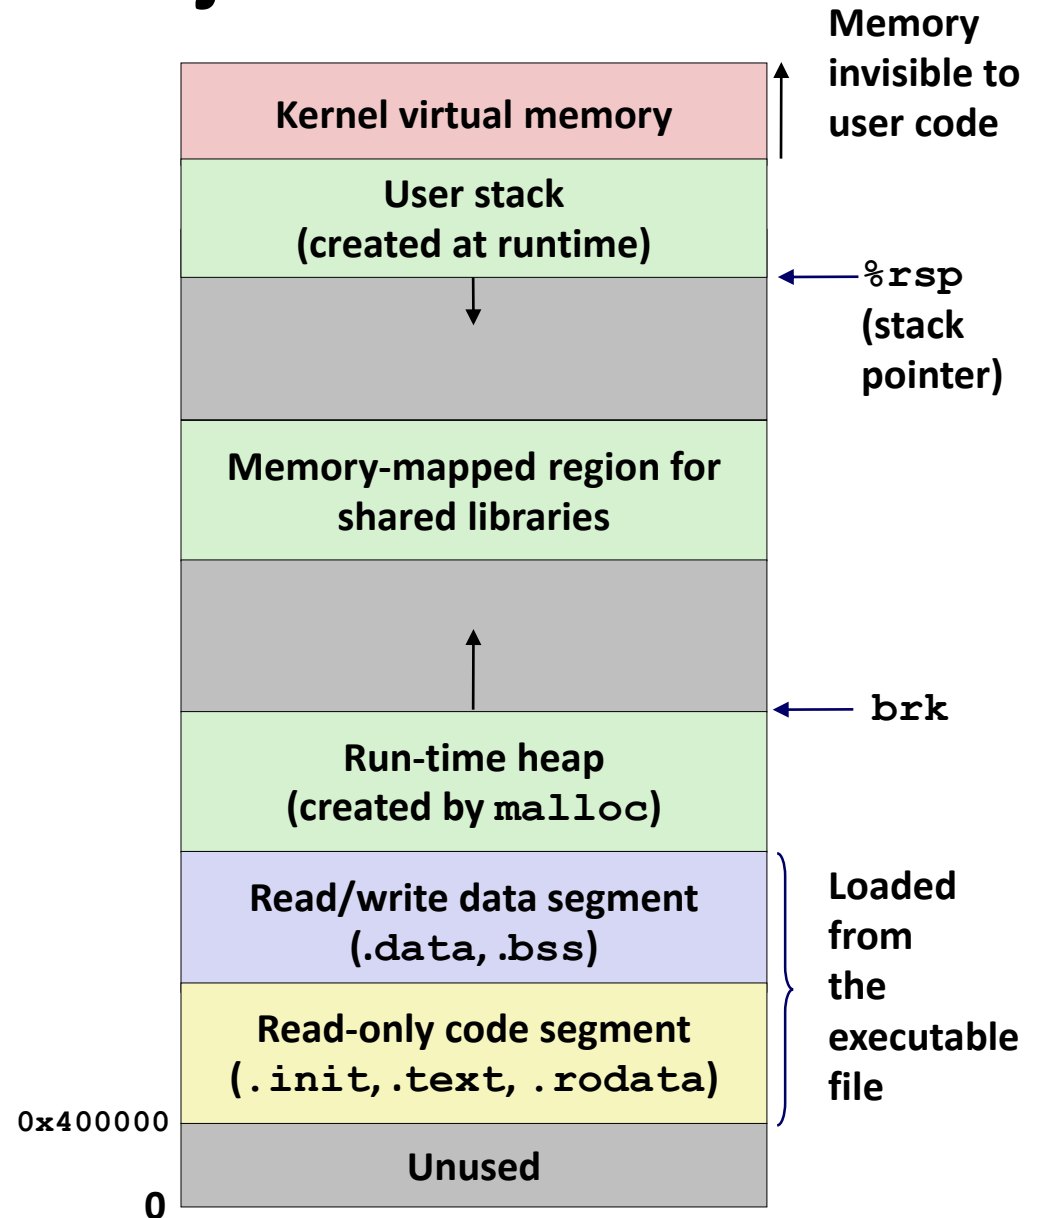 Memory
invisible to
user code
Kernel virtual memory
User stack
(created at runtime)
%rsp
(stack
pointer)
Memory-mapped region for
shared libraries
brk
Run-time heap
(created by malloc)
Read/write data segment
(.data, .bss)
Loaded
from
the
executable
file
Read-only code segment
(.init, .text, .rodata)
0x400000
Unused
0